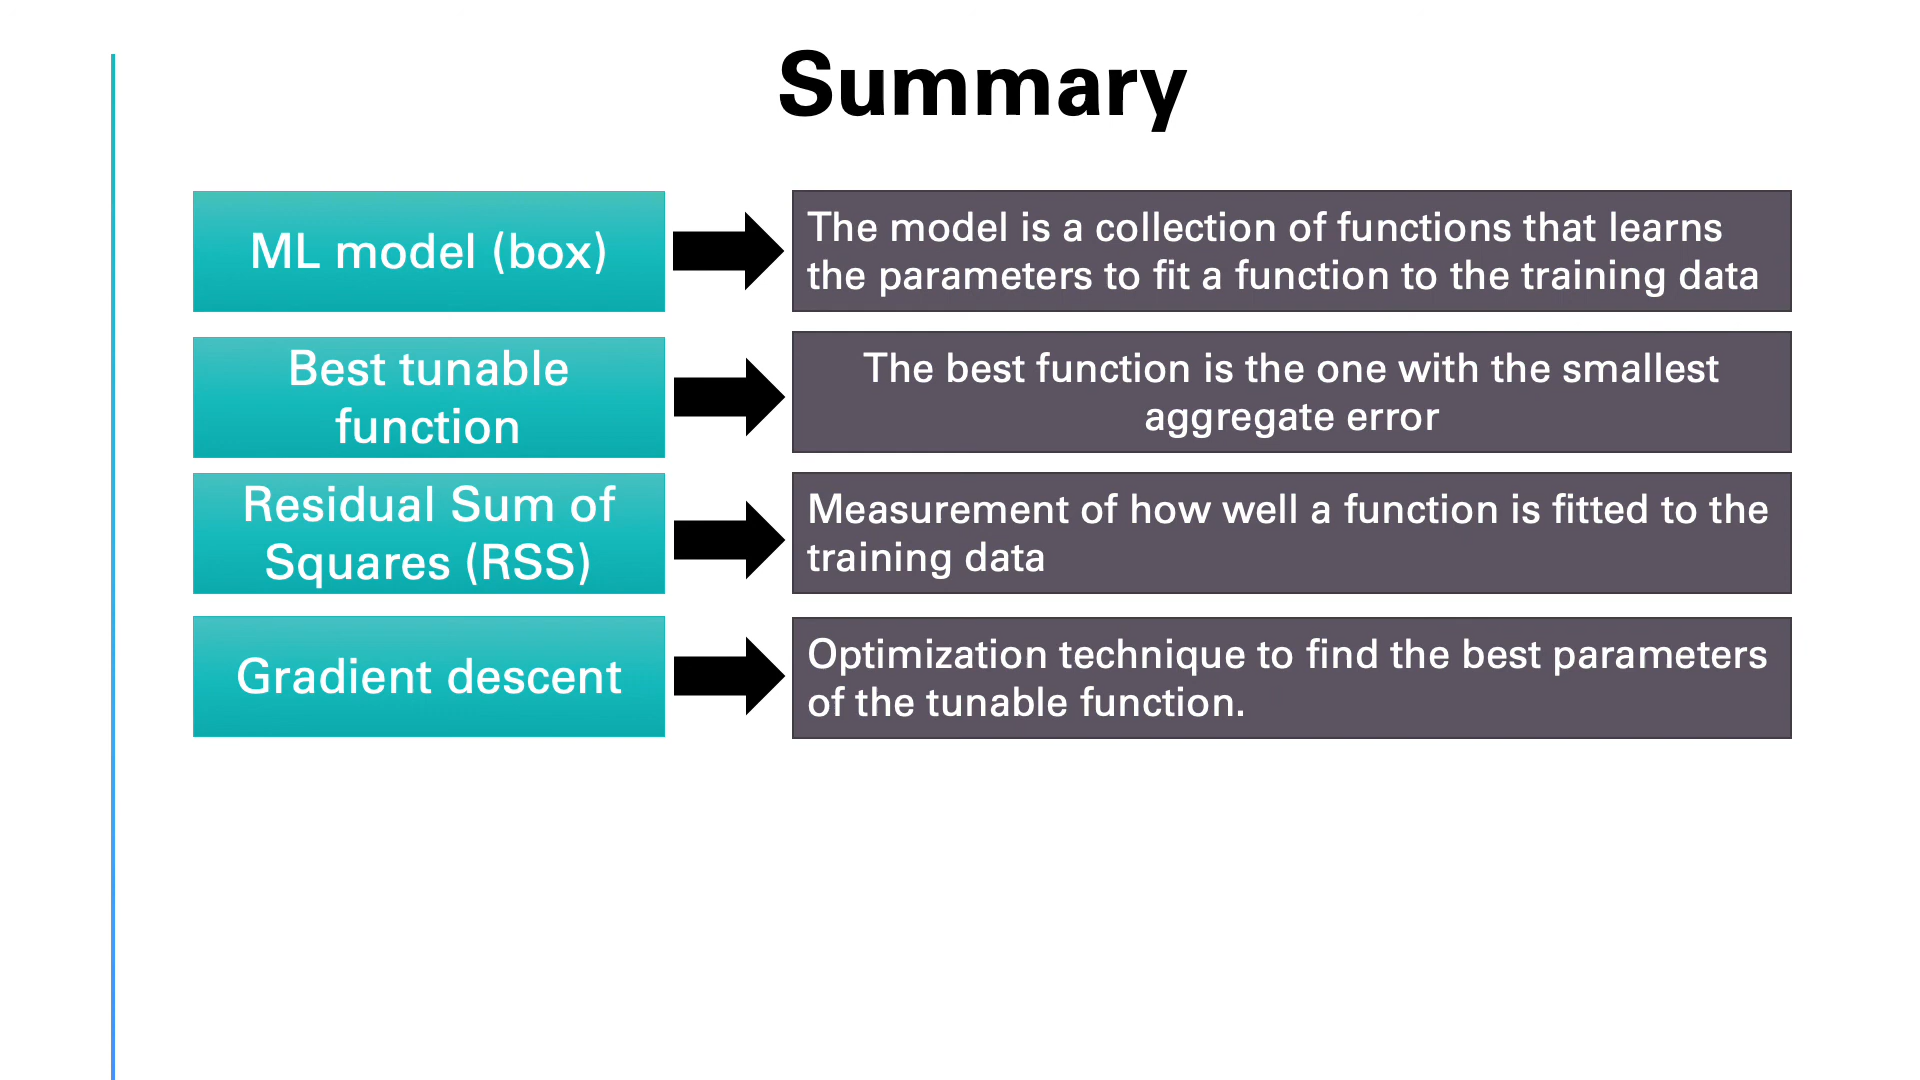 Summary
ML model (box)
The model is a collection of functions that learns
the parameters to fit a function to the training data
Best tunable
function
The best function is the one with the smallest
aggregate error
Residual Sum of
Squares (RSS)
Measurement of how well a function is fitted to the
training data
Gradient descent
Optimization technique to find the best parameters
of the tunable function.